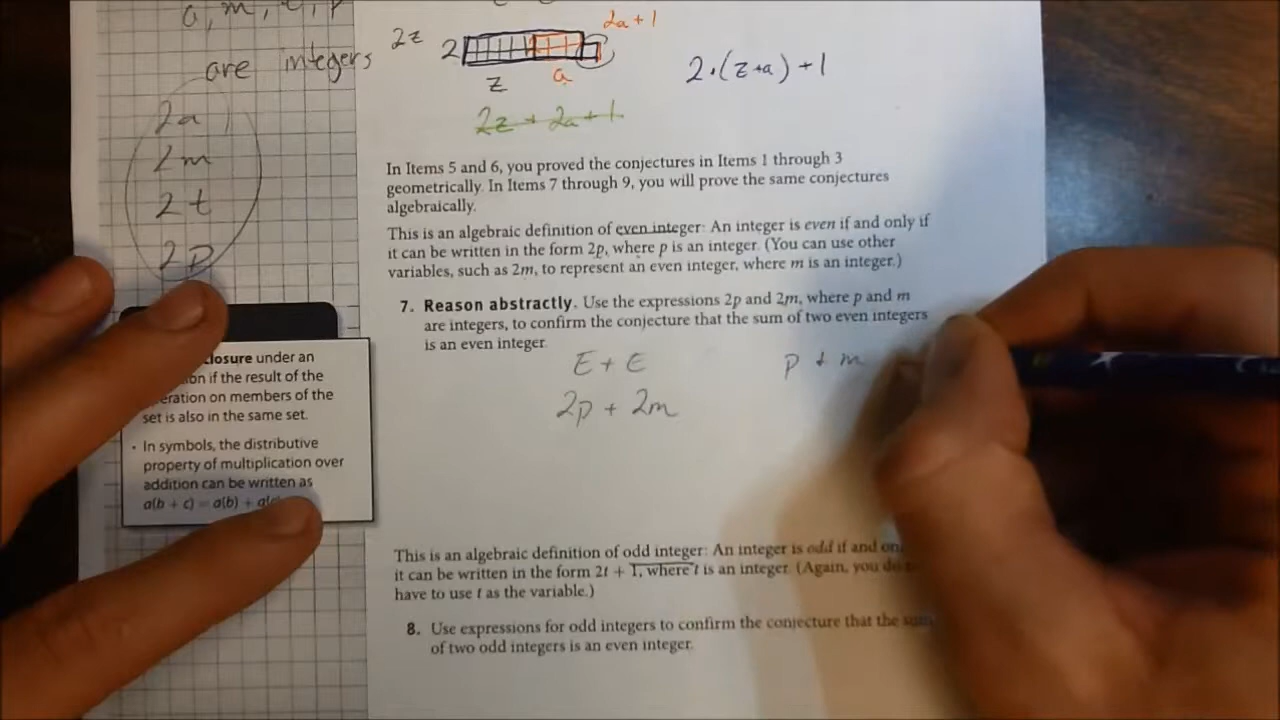 a, m, t, p
are integers
2a
2m
2t
2p
2z
2
z
a
2a+1
2z + 2a + 1
2·(z+a) + 1
In Items 5 and 6, you proved the conjectures in Items 1 through 3
geometrically. In Items 7 through 9, you will prove the same conjectures
algebraically.
This is an algebraic definition of even integer: An integer is even if and only if
it can be written in the form 2p, where p is an integer. (You can use other
variables, such as 2m, to represent an even integer, where m is an integer.)
7. Reason abstractly. Use the expressions 2p and 2m, where p and m
are integers, to confirm the conjecture that the sum of two even integers
is an even integer.
E + E
2p + 2m
p + m
closure under an
if the result of the
on members of the
set is also in the same set.
• In symbols, the distributive
property of multiplication over
addition can be written as
a(b + c) = a(b) +
This is an algebraic definition of odd integer: An integer is odd if and
it can be written in the form 2t + 1, where t is an integer. (Again, you
have to use t as the variable.)
8. Use expressions for odd integers to confirm the conjecture that the sum
of two odd integers is an even integer.